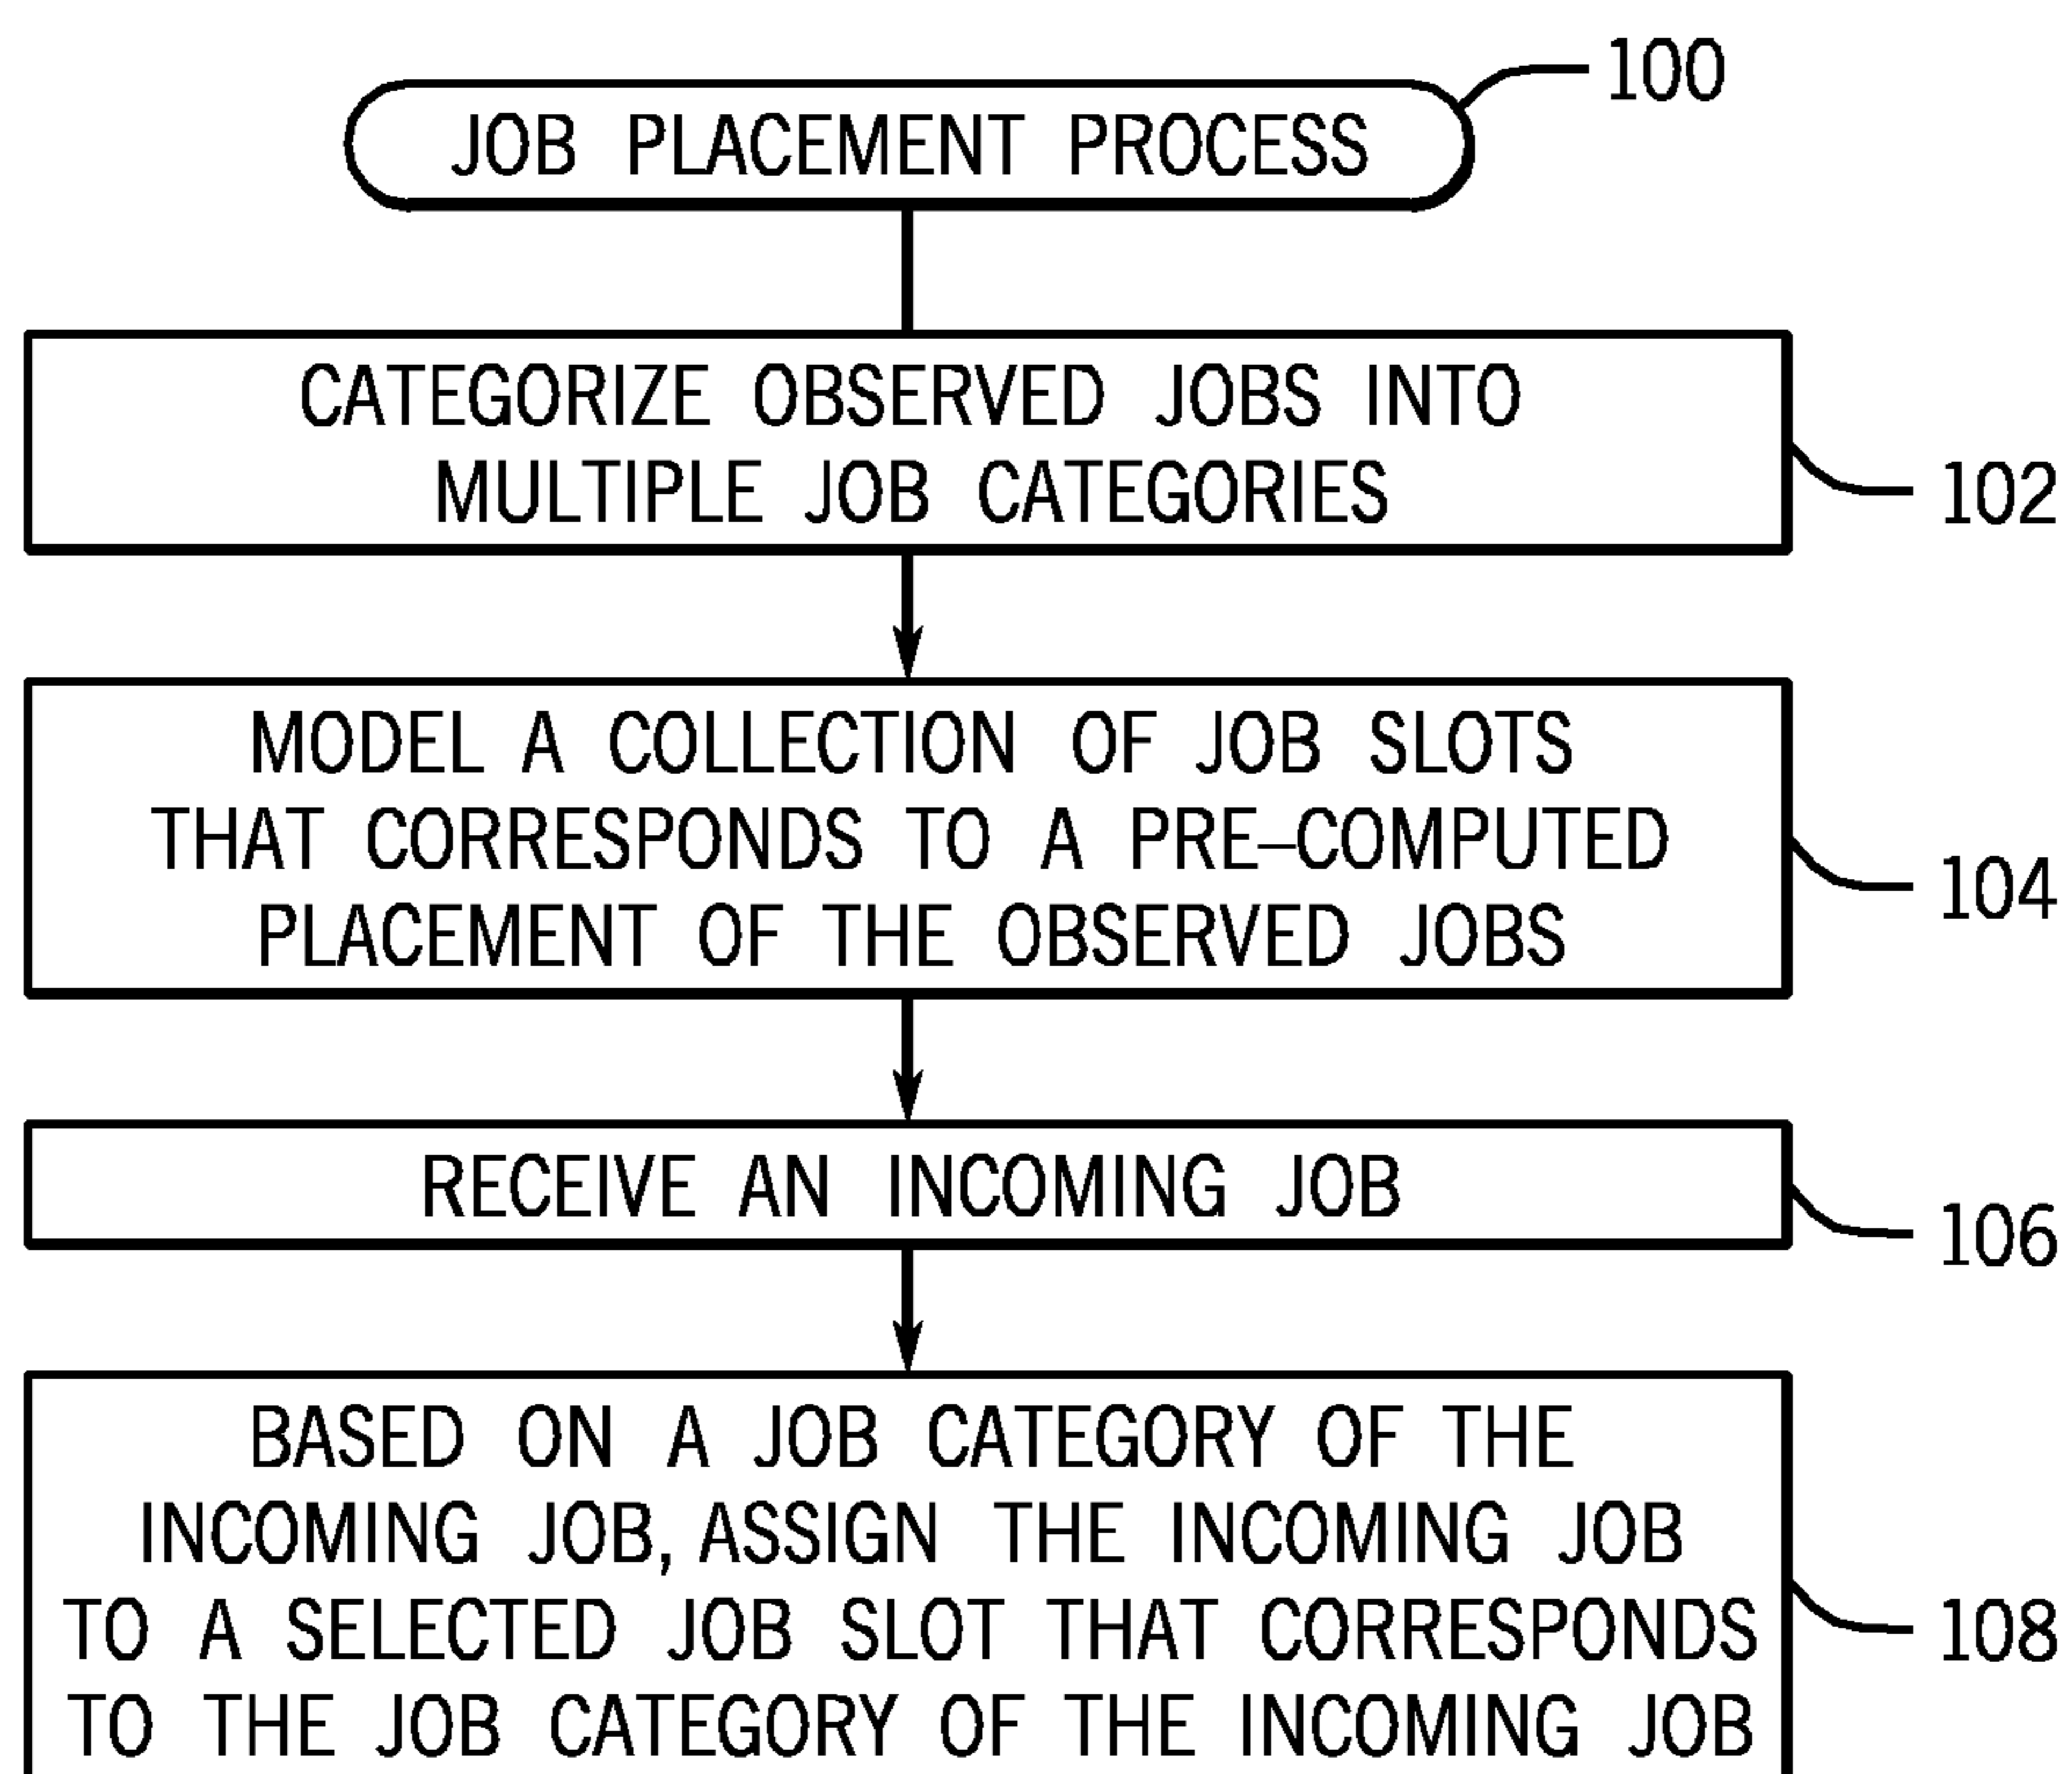 100
JOB PLACEMENT PROCESS
CATEGORIZE OBSERVED JOBS INTO
MULTIPLE JOB CATEGORIES
102
MODEL A COLLECTION OF JOB SLOTS
THAT CORRESPONDS TO A PRE–COMPUTED
PLACEMENT OF THE OBSERVED JOBS
104
RECEIVE AN INCOMING JOB
106
BASED ON A JOB CATEGORY OF THE
INCOMING JOB, ASSIGN THE INCOMING JOB
TO A SELECTED JOB SLOT THAT CORRESPONDS
TO THE JOB CATEGORY OF THE INCOMING JOB
108